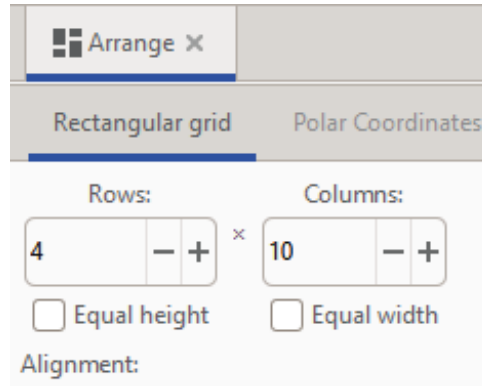 Arrange ×
Rectangular grid Polar Coordinates
Rows: Columns:
4 − + × 10 − +
Equal height Equal width
Alignment: